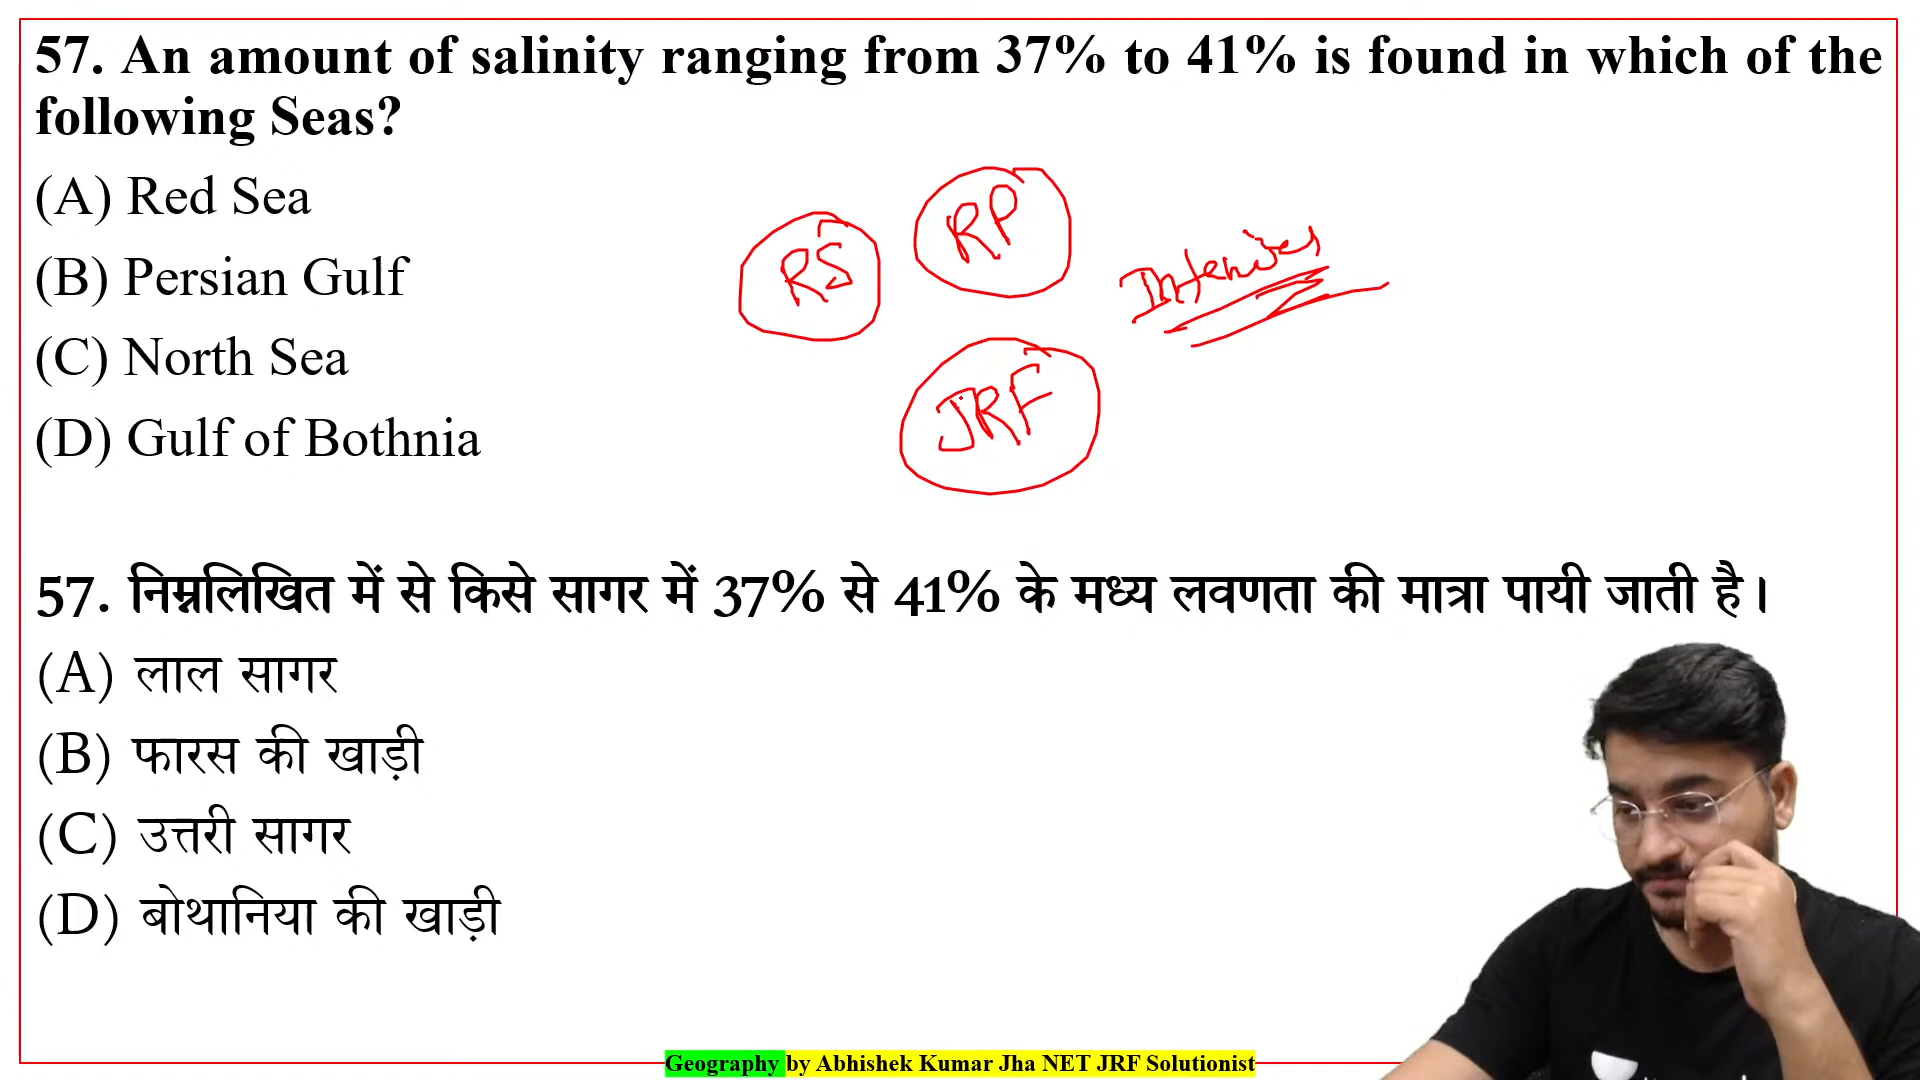 57. An amount of salinity ranging from 37% to 41% is found in which of the
following Seas?
(A) Red Sea
(B) Persian Gulf
(C) North Sea
(D) Gulf of Bothnia
RS
RP
JRF
57. निम्नलिखित में से किसे सागर में 37% से 41% के मध्य लवणता की मात्रा पायी जाती है।
(A) लाल सागर
(B) फारस की खाड़ी
(C) उत्तरी सागर
(D) बोथानिया की खाड़ी
Geography by Abhishek Kumar Jha NET JRF Solutionist